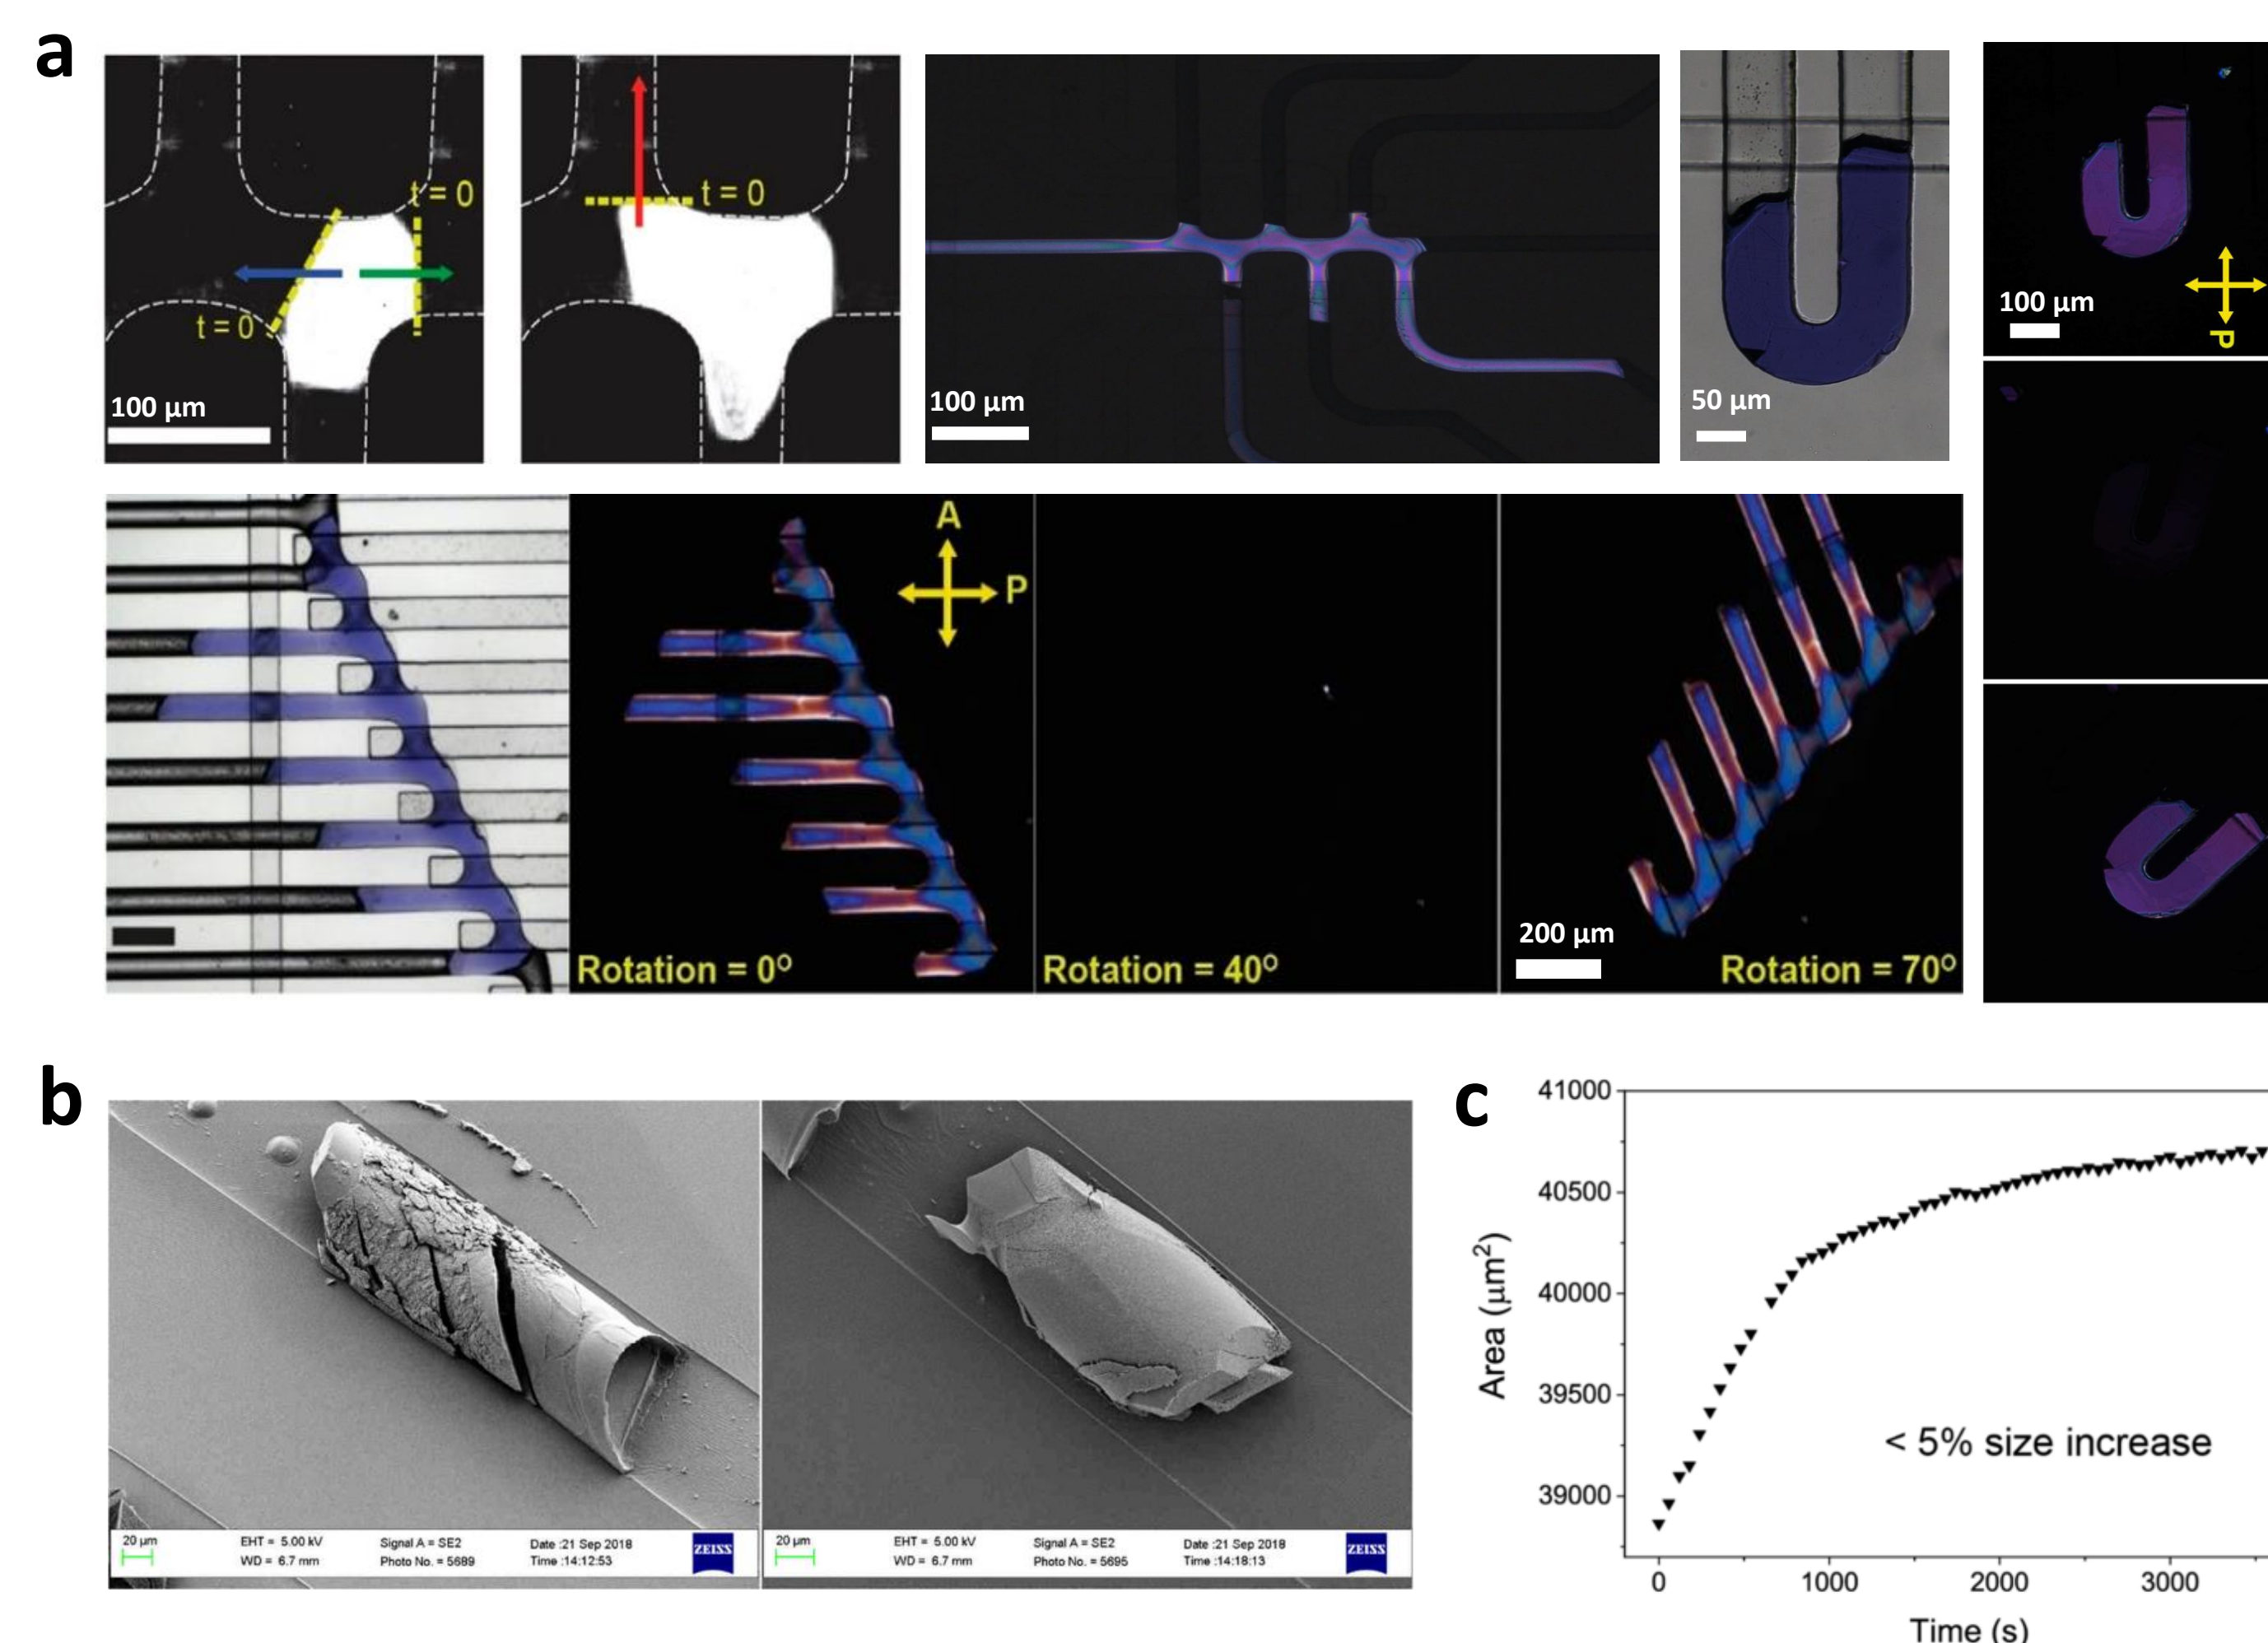 a
t = 0
t = 0
100 µm
t = 0
100 µm
50 µm
100 µm
P
A
P
Rotation = 0º
Rotation = 40º
200 µm
Rotation = 70º
b
20 µm
EHT = 5.00 kV
WD = 6.7 mm
Signal A = SE2
Photo No. = 5689
Date :21 Sep 2018
Time :14:12:53
ZEISS
20 µm
EHT = 5.00 kV
WD = 6.7 mm
Signal A = SE2
Photo No. = 5695
Date :21 Sep 2018
Time :14:18:13
ZEISS
c
41000
40500
40000
39500
39000
Area (µm²)
< 5% size increase
0
1000
2000
3000
Time (s)